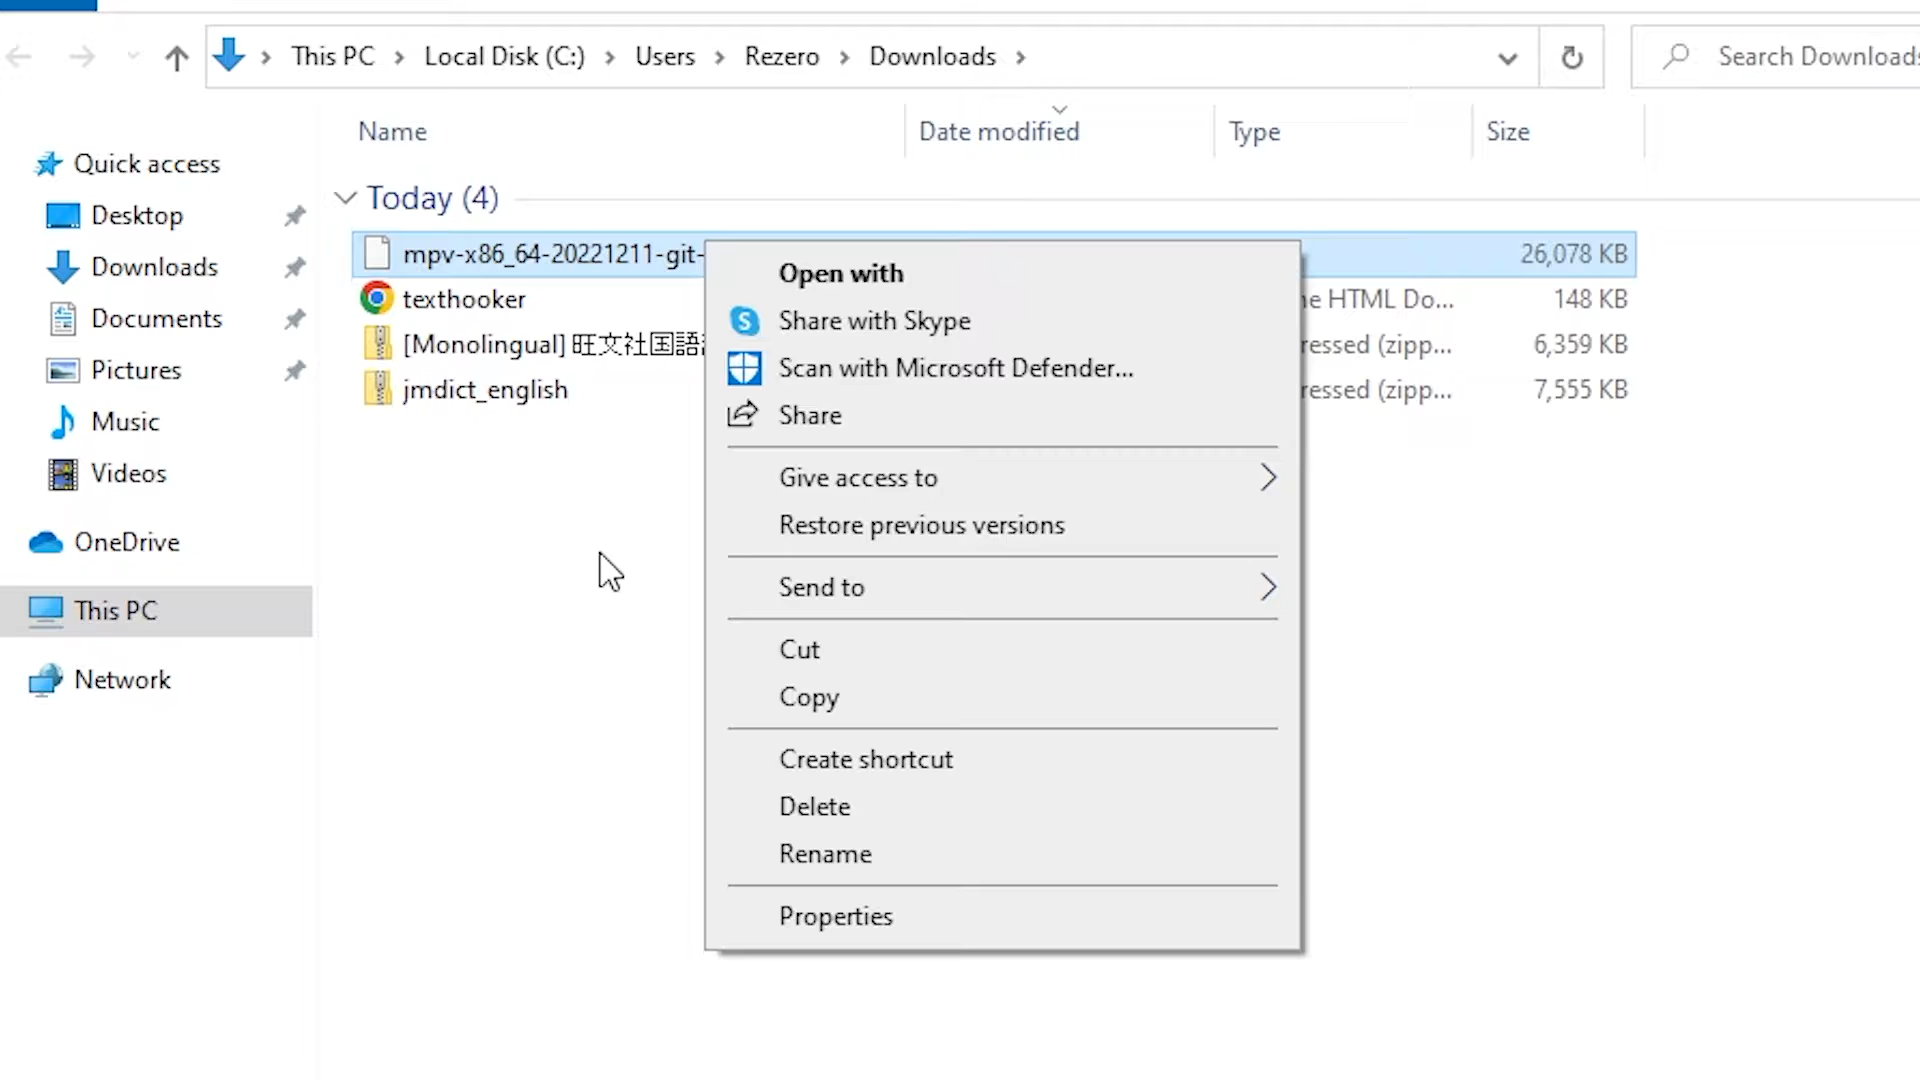 This PC > Local Disk (C:) > Users > Rezero > Downloads >
Search Downloads
Name
Date modified
Type
Size
Quick access
Desktop
Downloads
Documents
Pictures
Music
Videos
OneDrive
This PC
Network
Today (4)
mpv-x86_64-20221211-git-
26,078 KB
texthooker
HTML Do...
148 KB
[Monolingual] 旺文社国語
(zipp...
6,359 KB
jmdict_english
(zipp...
7,555 KB
Open with
Share with Skype
Scan with Microsoft Defender...
Share
Give access to
Restore previous versions
Send to
Cut
Copy
Create shortcut
Delete
Rename
Properties